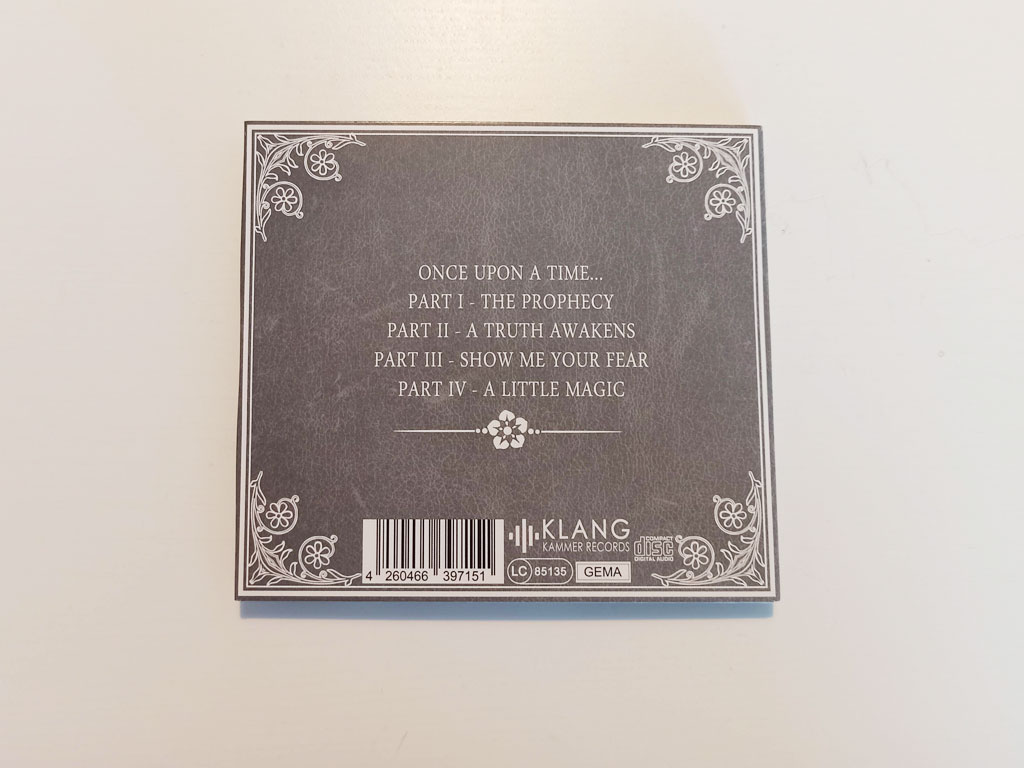 ONCE UPON A TIME...
PART I - THE PROPHECY
PART II - A TRUTH AWAKENS
PART III - SHOW ME YOUR FEAR
PART IV - A LITTLE MAGIC
KLANG
KAMMER RECORDS
COMPACT
disc
DIGITAL AUDIO
LC 85135
GEMA
4 260466 397151